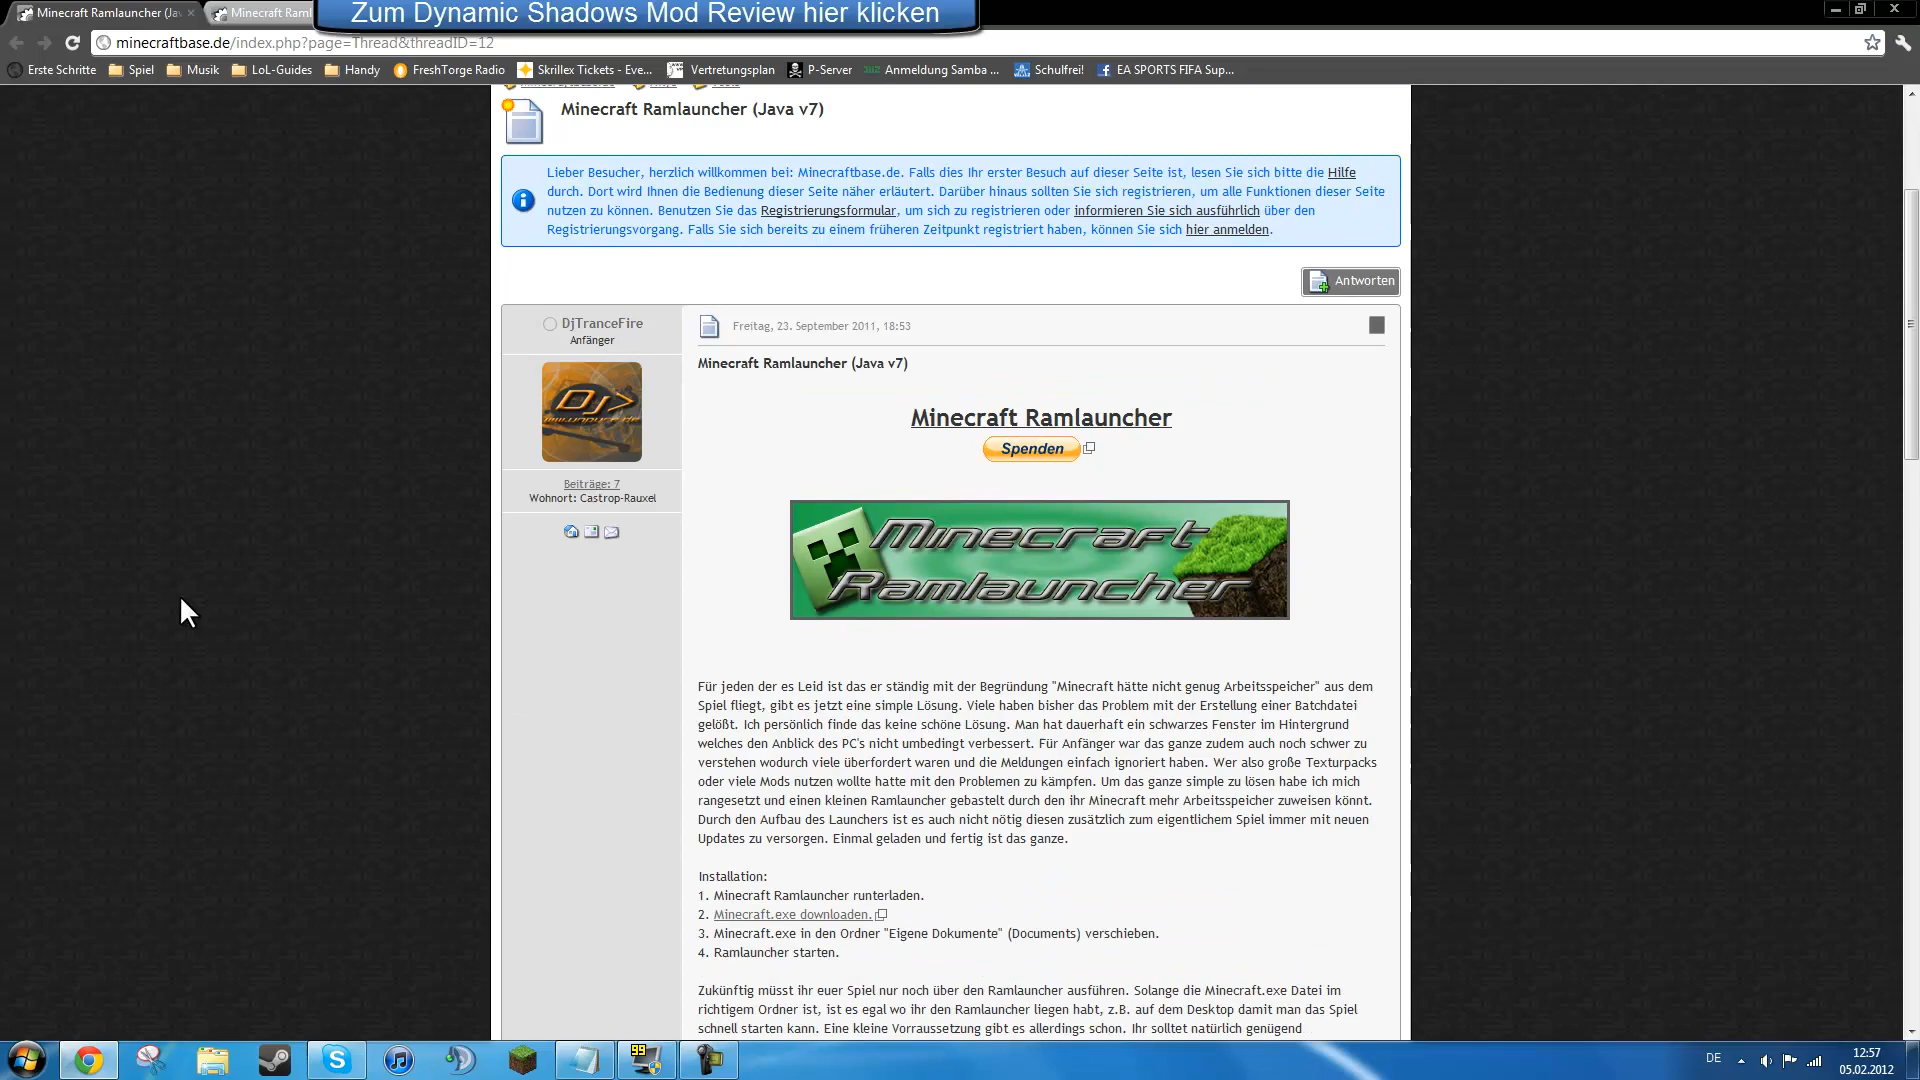 Minecraft Ramlauncher (Jav
Minecraft Raml
Zum Dynamic Shadows Mod Review hier klicken
minecraftbase.de/index.php?page=Thread&threadID=12
Erste Schritte
Spiel
Musik
LoL-Guides
Handy
FreshTorge Radio
Skrillex Tickets - Eve...
Vertretungsplan
P-Server
Anmeldung Samba ...
Schulfrei!
EA SPORTS FIFA Sup...
Minecraft Ramlauncher (Java v7)
Lieber Besucher, herzlich willkommen bei: Minecraftbase.de. Falls dies Ihr erster Besuch auf dieser Seite ist, lesen Sie sich bitte die Hilfe
durch. Dort wird Ihnen die Bedienung dieser Seite näher erläutert. Darüber hinaus sollten Sie sich registrieren, um alle Funktionen dieser Seite
nutzen zu können. Benutzen Sie das Registrierungsformular, um sich zu registrieren oder informieren Sie sich ausführlich über den
Registrierungsvorgang. Falls Sie sich bereits zu einem früheren Zeitpunkt registriert haben, können Sie sich hier anmelden.
Antworten
DjTranceFire
Anfänger
Dj>
Beiträge: 7
Wohnort: Castrop-Rauxel
Freitag, 23. September 2011, 18:53
Minecraft Ramlauncher (Java v7)
Minecraft Ramlauncher
Spenden
Minecraft
Ramlauncher
Für jeden der es Leid ist das er ständig mit der Begründung "Minecraft hätte nicht genug Arbeitsspeicher" aus dem
Spiel fliegt, gibt es jetzt eine simple Lösung. Viele haben bisher das Problem mit der Erstellung einer Batchdatei
gelößt. Ich persönlich finde das keine schöne Lösung. Man hat dauerhaft ein schwarzes Fenster im Hintergrund
welches den Anblick des PC's nicht umbedingt verbessert. Für Anfänger war das ganze zudem auch noch schwer zu
verstehen wodurch viele überfordert waren und die Meldungen einfach ignoriert haben. Wer also große Texturpacks
oder viele Mods nutzen wollte hatte mit den Problemen zu kämpfen. Um das ganze simple zu lösen habe ich mich
rangesetzt und einen kleinen Ramlauncher gebastelt durch den ihr Minecraft mehr Arbeitsspeicher zuweisen könnt.
Durch den Aufbau des Launchers ist es auch nicht nötig diesen zusätzlich zum eigentlichem Spiel immer mit neuen
Updates zu versorgen. Einmal geladen und fertig ist das ganze.
Installation:
1. Minecraft Ramlauncher runterladen.
2. Minecraft.exe downloaden.
3. Minecraft.exe in den Ordner "Eigene Dokumente" (Documents) verschieben.
4. Ramlauncher starten.
Zukünftig müsst ihr euer Spiel nur noch über den Ramlauncher ausführen. Solange die Minecraft.exe Datei im
richtigem Ordner ist, ist es egal wo ihr den Ramlauncher liegen habt, z.B. auf dem Desktop damit man das Spiel
schnell starten kann. Eine kleine Vorraussetzung gibt es allerdings schon. Ihr solltet natürlich genügend
99
DE
12:57
05.02.2012